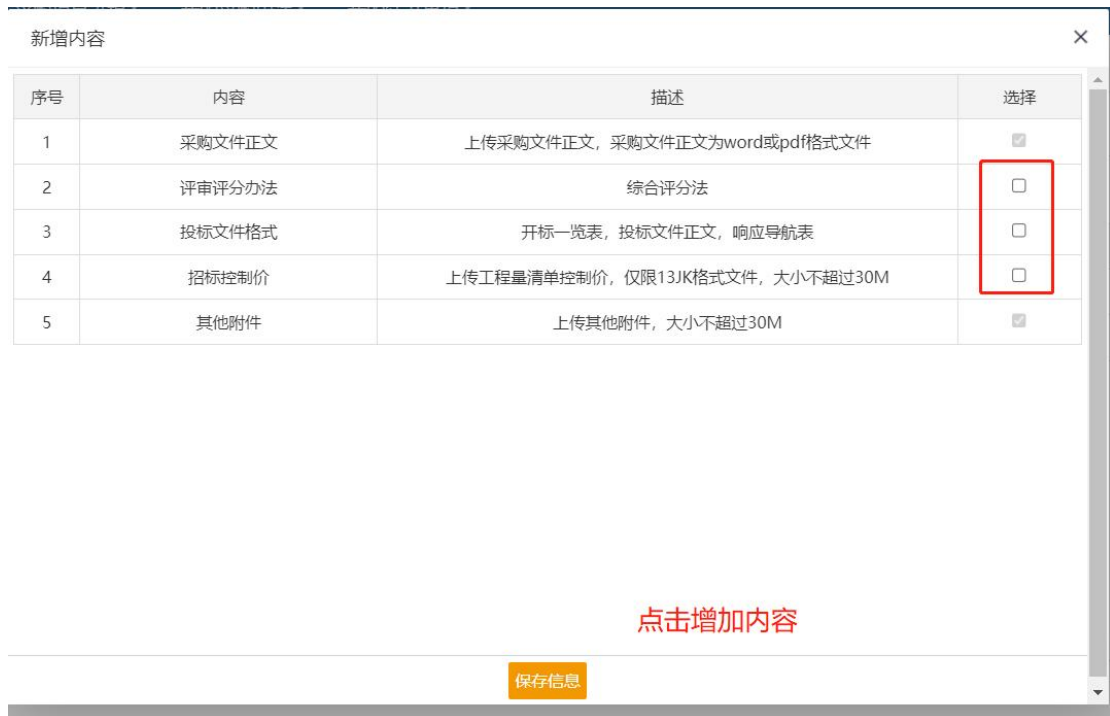 新增内容
序号 内容 描述 选择
1 采购文件正文 上传采购文件正文，采购文件正文为word或pdf格式文件
2 评审评分办法 综合评分法
3 投标文件格式 开标一览表，投标文件正文，响应导航表
4 招标控制价 上传工程量清单控制价，仅限13JK格式文件，大小不超过30M
5 其他附件 上传其他附件，大小不超过30M
点击增加内容
保存信息